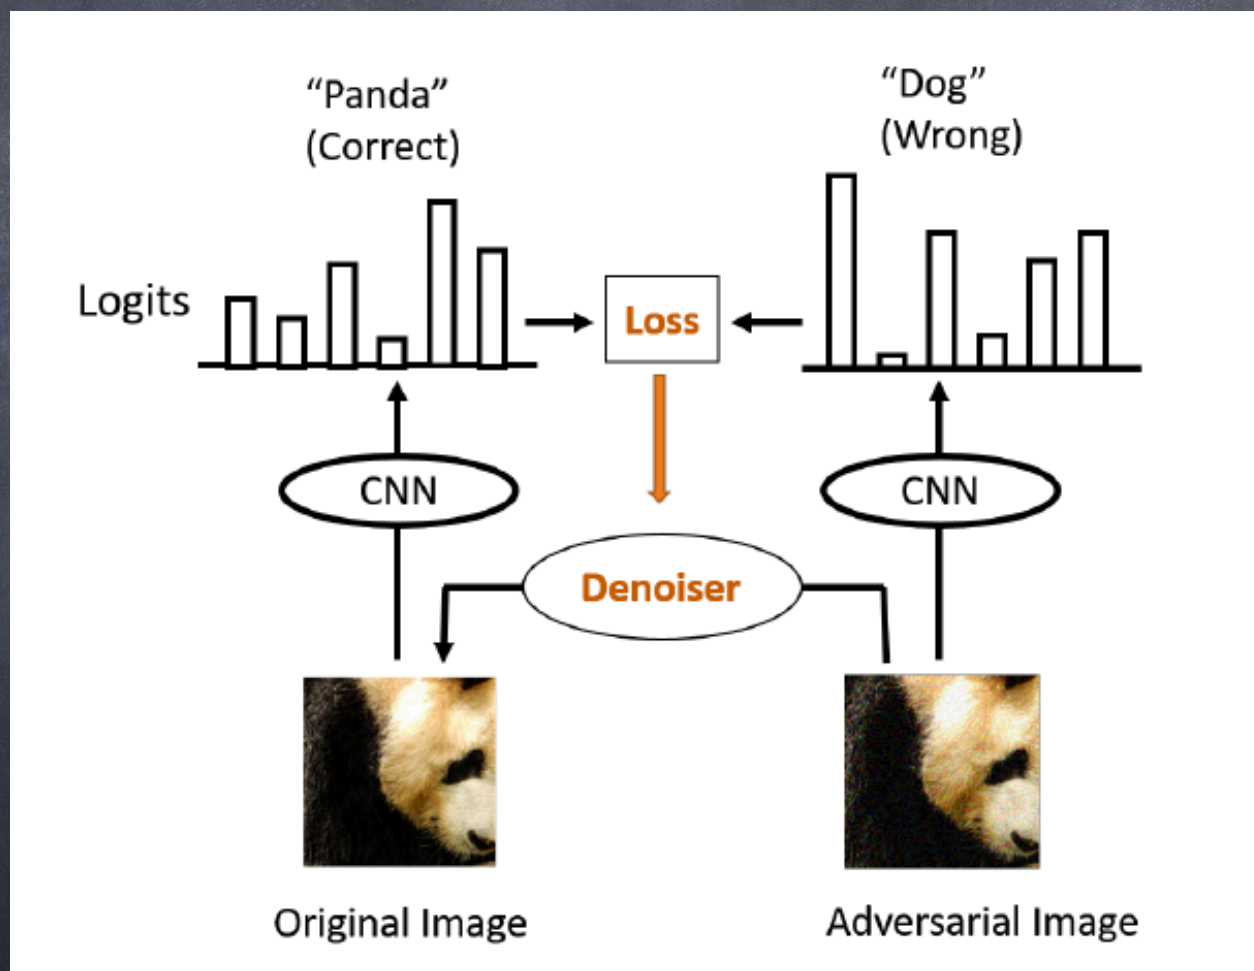 “Panda”
(Correct)
“Dog”
(Wrong)
Logits
Loss
CNN
CNN
Denoiser
Original Image
Adversarial Image